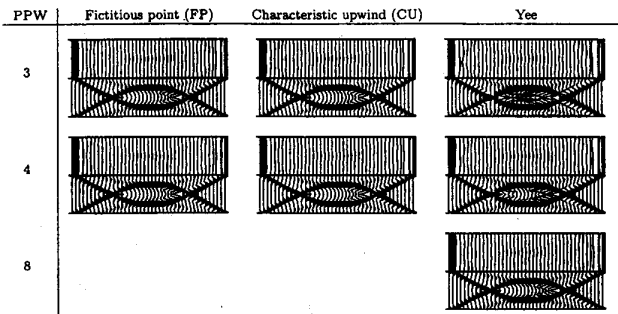 PPW Fictitious point (FP) Characteristic upwind (CU) Yee
3
4
8